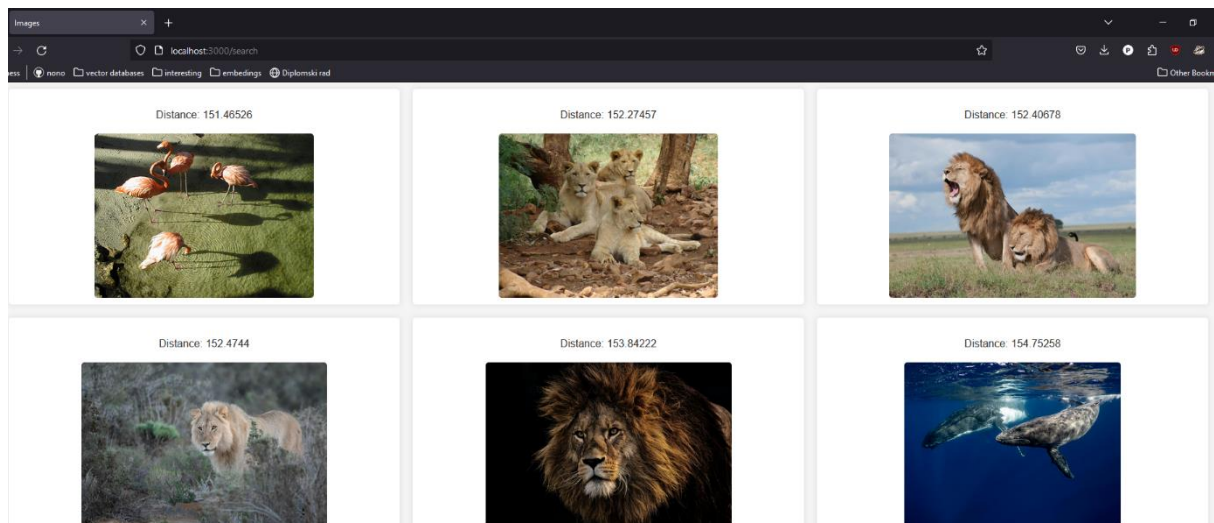 Images
localhost:3000/search
nono vector databases interesting embedings Diplomski rad
Other Bookm
Distance: 151.46526 Distance: 152.27457 Distance: 152.40678
Distance: 152.4744 Distance: 153.84222 Distance: 154.75258